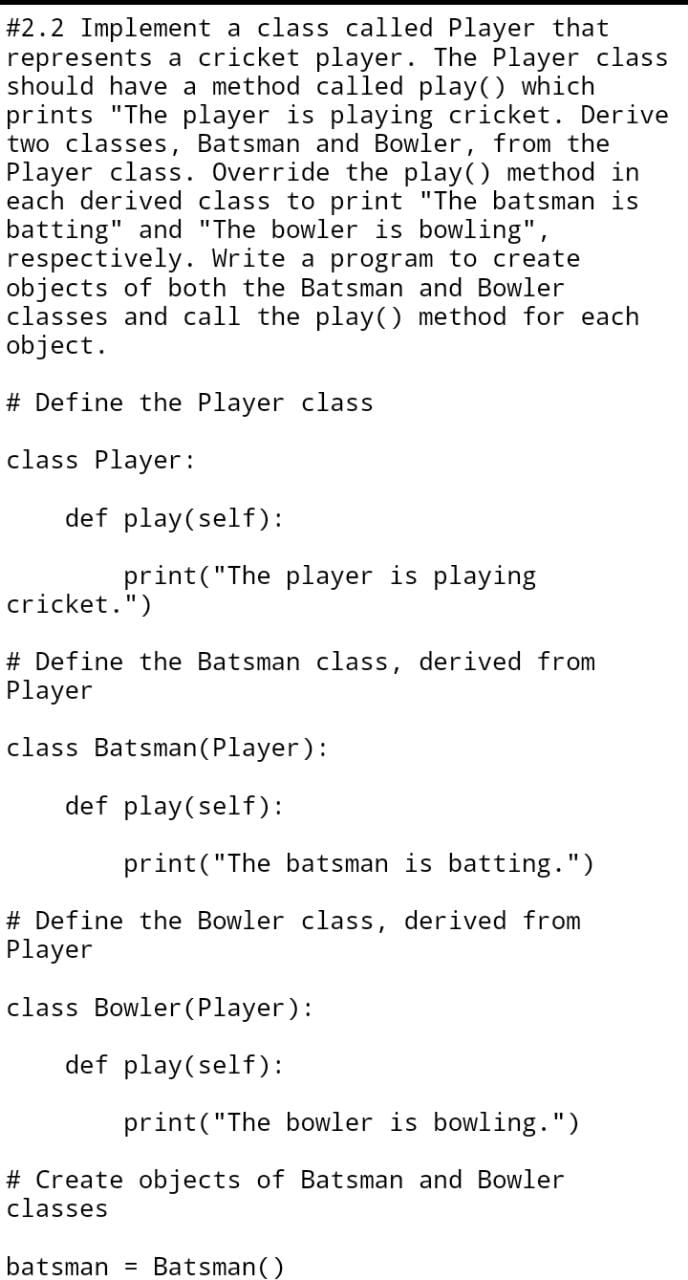 #2.2 Implement a class called Player that
represents a cricket player. The Player class
should have a method called play() which
prints "The player is playing cricket. Derive
two classes, Batsman and Bowler, from the
Player class. Override the play() method in
each derived class to print "The batsman is
batting" and "The bowler is bowling",
respectively. Write a program to create
objects of both the Batsman and Bowler
classes and call the play() method for each
object.

# Define the Player class

class Player:

    def play(self):

        print("The player is playing
cricket.")

# Define the Batsman class, derived from
Player

class Batsman(Player):

    def play(self):

        print("The batsman is batting.")

# Define the Bowler class, derived from
Player

class Bowler(Player):

    def play(self):

        print("The bowler is bowling.")

# Create objects of Batsman and Bowler
classes

batsman = Batsman()